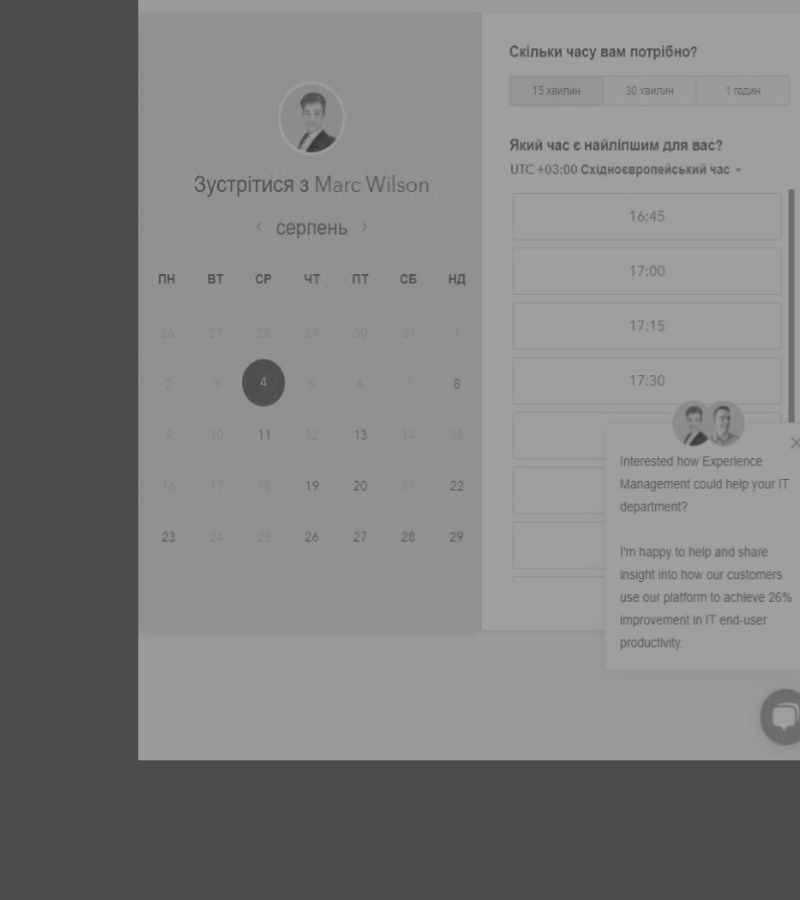 Зустрітися з Marc Wilson
серпень
ПН ВТ СР ЧТ ПТ СБ НД
26 27 28 29 30 31 1
2 3 4 5 6 7 8
9 10 11 12 13 14 15
16 17 18 19 20 21 22
23 24 25 26 27 28 29
Скільки часу вам потрібно?
15 хвилин 30 хвилин 1 годин
Який час є найліпшим для вас?
UTC +03:00 Східноєвропейський час
16:45
17:00
17:15
17:30
Interested how Experience
Management could help your IT
department?
I'm happy to help and share
insight into how our customers
use our platform to achieve 26%
improvement in IT end-user
productivity.